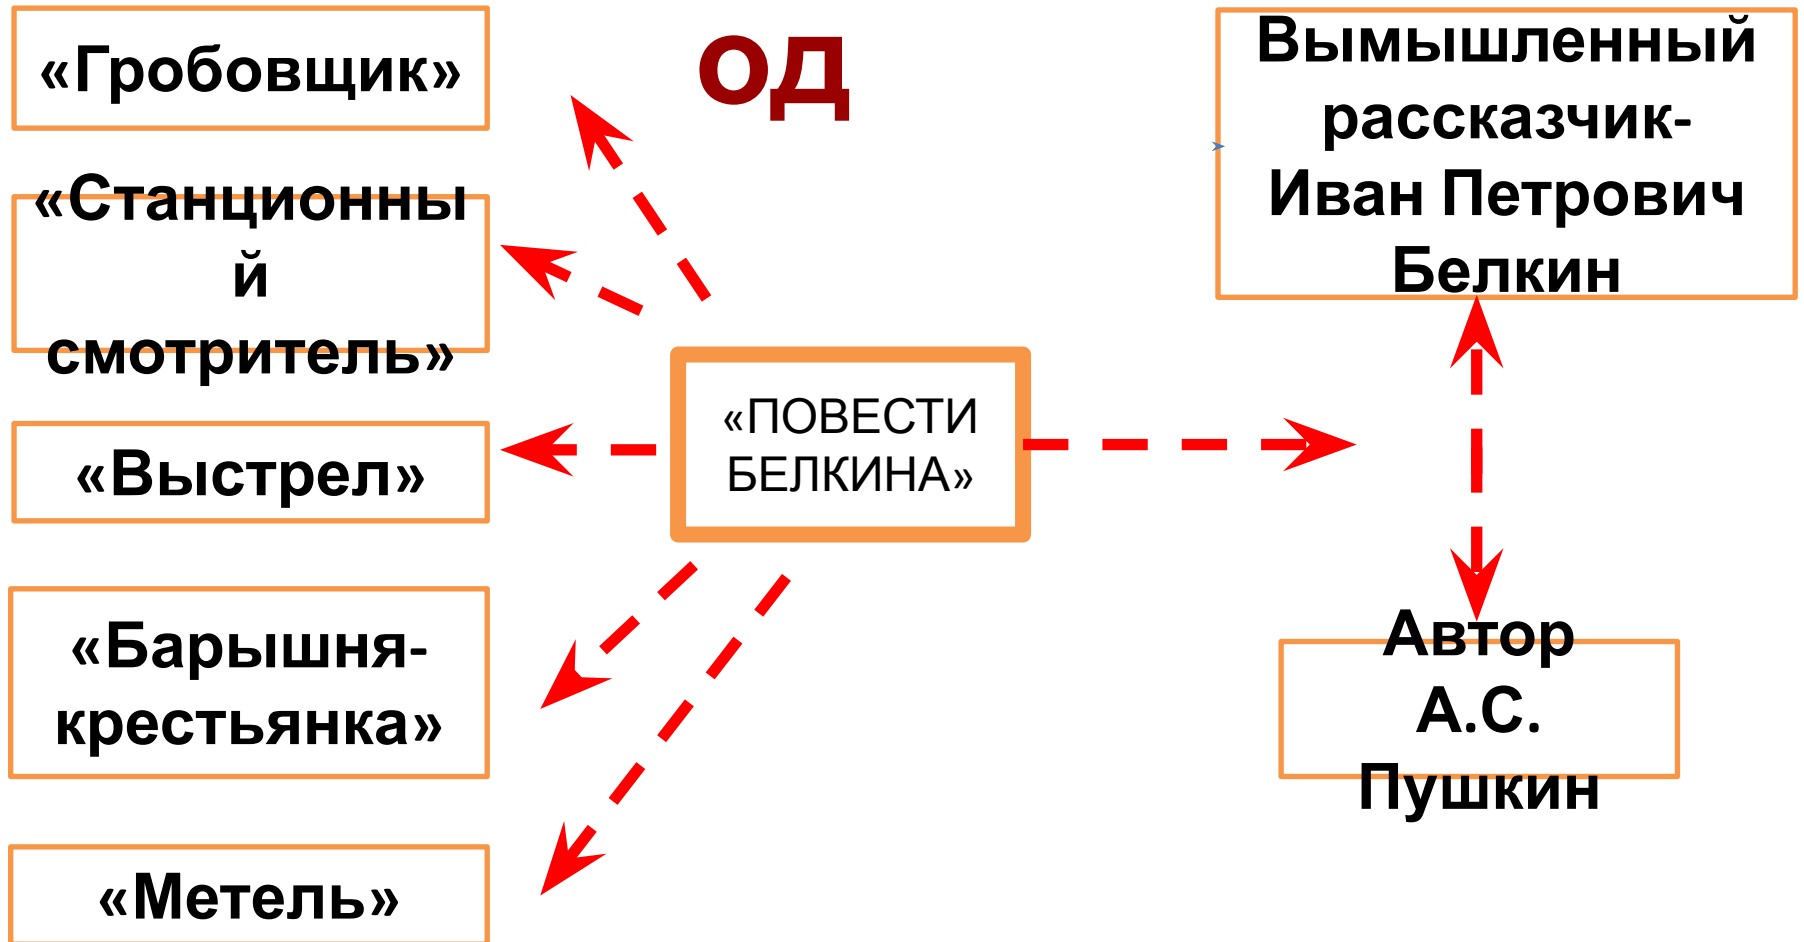 од
«Гробовщик»
«Станционны
й
смотритель»
«Выстрел»
«Барышня-
крестьянка»
«Метель»
«ПОВЕСТИ
БЕЛКИНА»
Вымышленный
рассказчик-
Иван Петрович
Белкин
Автор
А.С.
Пушкин